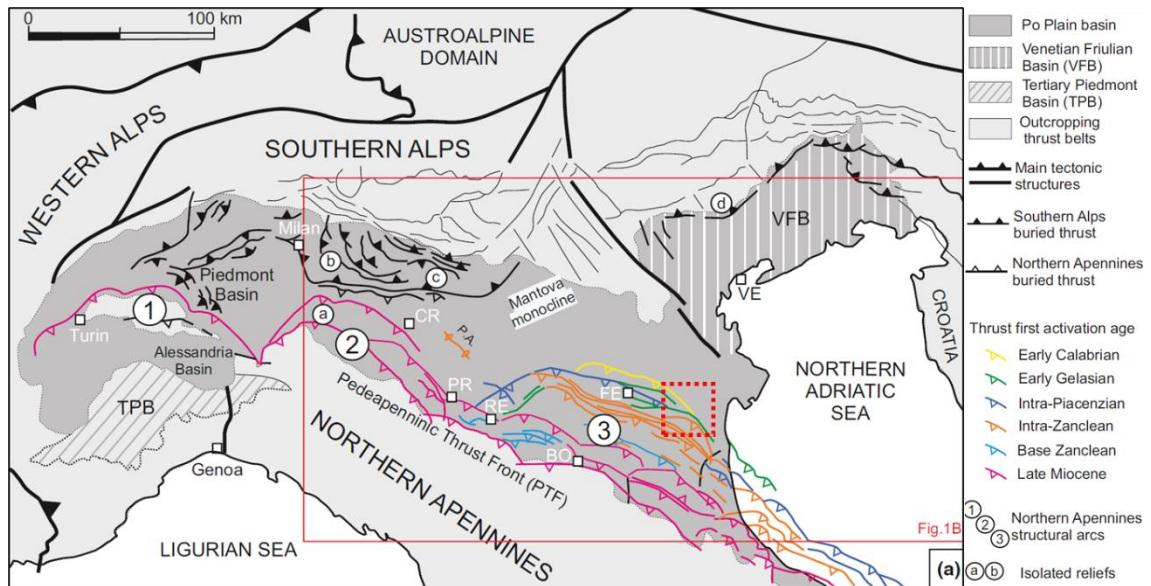 0 100 km
AUSTROALPINE
DOMAIN
WESTERN ALPS
SOUTHERN ALPS
Milan
b
c
d
VFB
Piedmont
Basin
Mantova
monocline
VE
1
Turin
a
CR
P.A.
2
Alessandria
Basin
TPB
Pedeapenninic Thrust Front (PTF)
PR
RE
FE
3
BO
NORTHERN
ADRIATIC
SEA
CROATIA
Genoa
NORTHERN APENNINES
LIGURIAN SEA
Fig.1B
(a)
Po Plain basin
Venetian Friulian
Basin (VFB)
Tertiary Piedmont
Basin (TPB)
Outcropping
thrust belts
Main tectonic
structures
Southern Alps
buried thrust
Northern Apennines
buried thrust
Thrust first activation age
Early Calabrian
Early Gelasian
Intra-Piacenzian
Intra-Zanclean
Base Zanclean
Late Miocene
1
2
3
Northern Apennines
structural arcs
a b Isolated reliefs